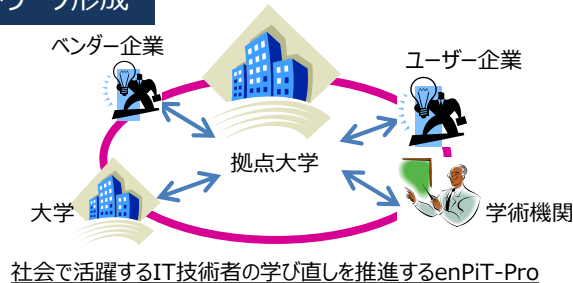 ワーク形成
ベンダー企業
ユーザー企業
拠点大学
大学
学術機関
社会で活躍するIT技術者の学び直しを推進するenPiT-Pro